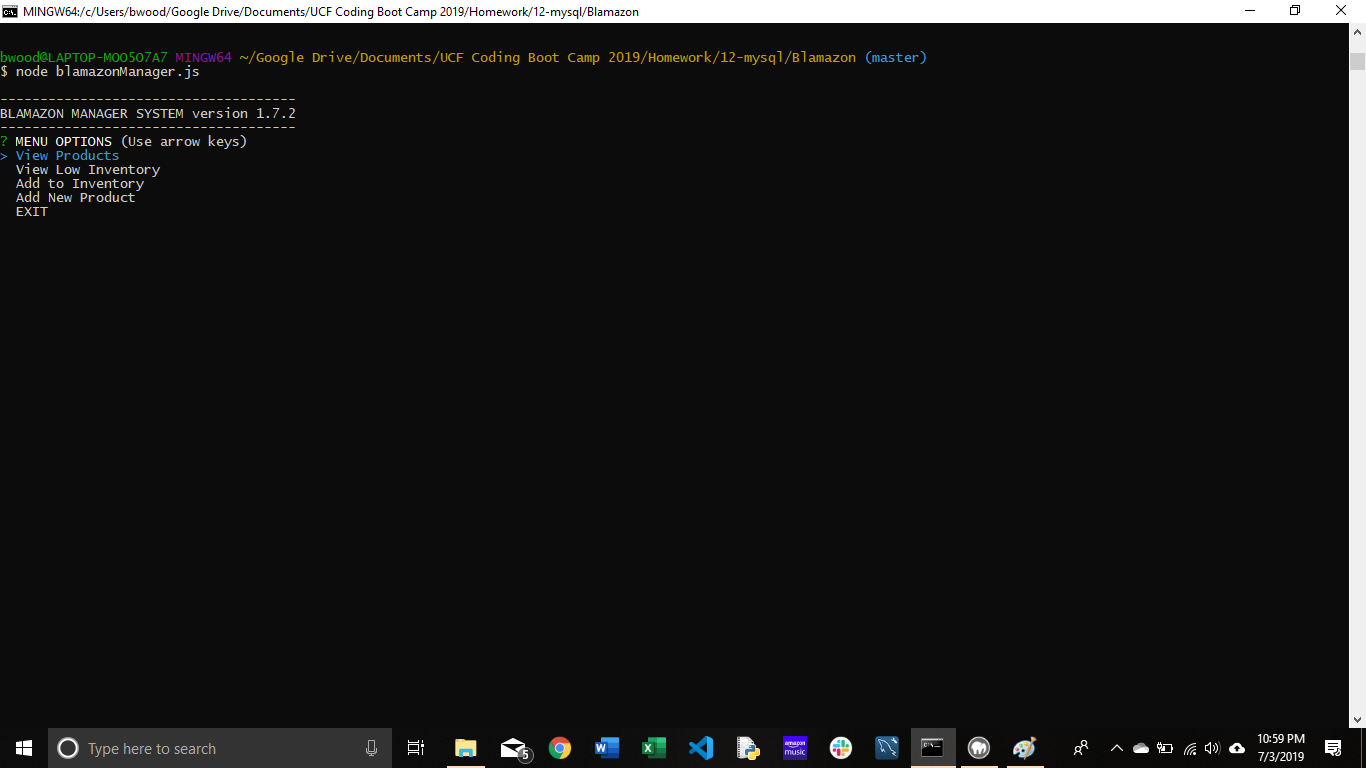 MINGW64:/c/Users/bwood/Google Drive/Documents/UCF Coding Boot Camp 2019/Homework/12-mysql/Blamazon
bwood@LAPTOP-MOO5O7A7 MINGW64 ~/Google Drive/Documents/UCF Coding Boot Camp 2019/Homework/12-mysql/Blamazon (master)
$ node blamazonManager.js
-------------------------------------
BLAMAZON MANAGER SYSTEM version 1.7.2
-------------------------------------
? MENU OPTIONS (Use arrow keys)
> View Products
View Low Inventory
Add to Inventory
Add New Product
EXIT
Type here to search
5
amazon music
10:59 PM
7/3/2019